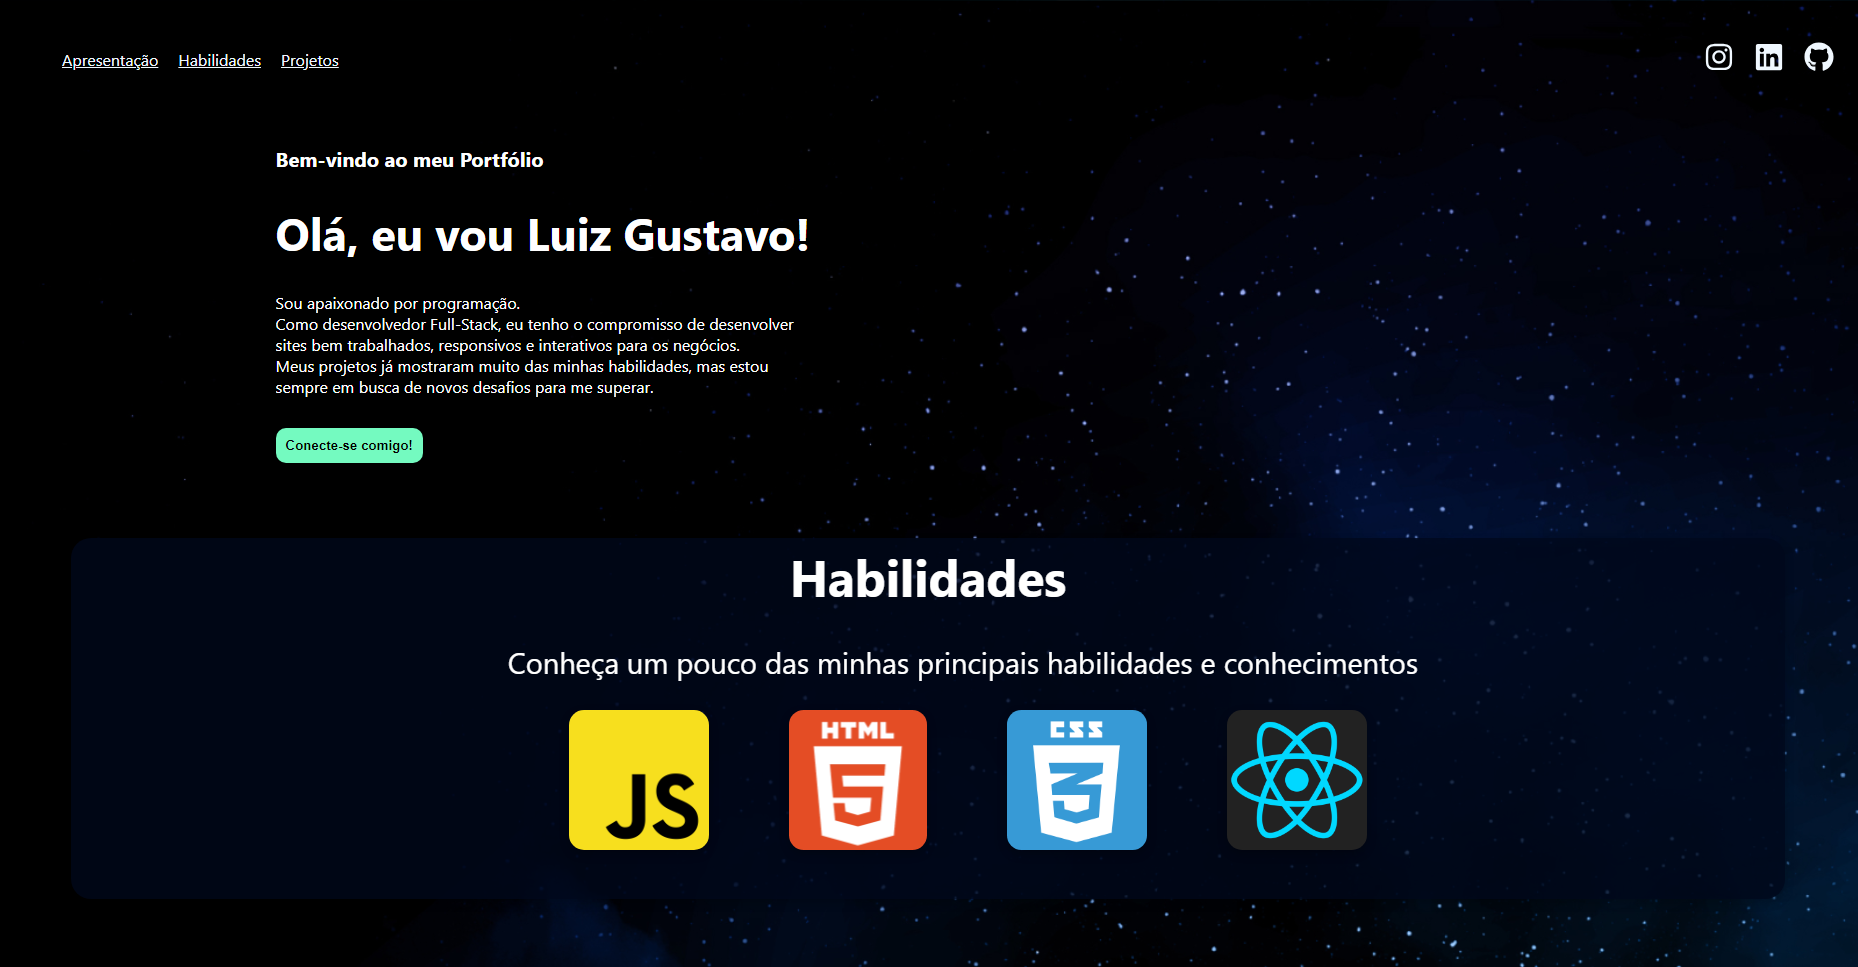 Apresentação Habilidades Projetos
Bem-vindo ao meu Portfólio
Olá, eu vou Luiz Gustavo!
Sou apaixonado por programação.
Como desenvolvedor Full-Stack, eu tenho o compromisso de desenvolver
sites bem trabalhados, responsivos e interativos para os negócios.
Meus projetos já mostraram muito das minhas habilidades, mas estou
sempre em busca de novos desafios para me superar.
Conecte-se comigo!
Habilidades
Conheça um pouco das minhas principais habilidades e conhecimentos
JS
HTML
5
CSS
3